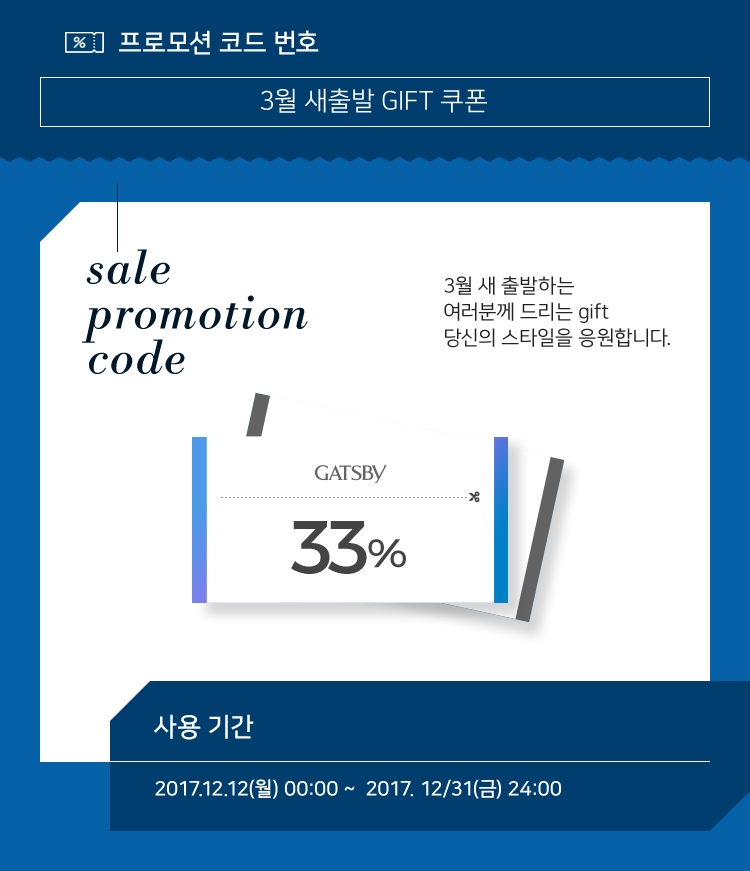 프로모션 코드 번호
3월 새출발 GIFT 쿠폰
sale
promotion
code
3월 새 출발하는
여러분께 드리는 gift
당신의 스타일을 응원합니다.
GATSBY
33%
사용 기간
2017.12.12(월) 00:00 ~ 2017. 12/31(금) 24:00